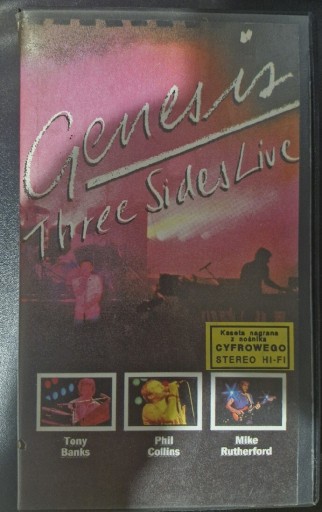 Genesis
Three Sides Live
Kaseta nagrana
z nośnika
CYFROWEGO
STEREO HI-FI
Tony
Banks
Phil
Collins
Mike
Rutherford